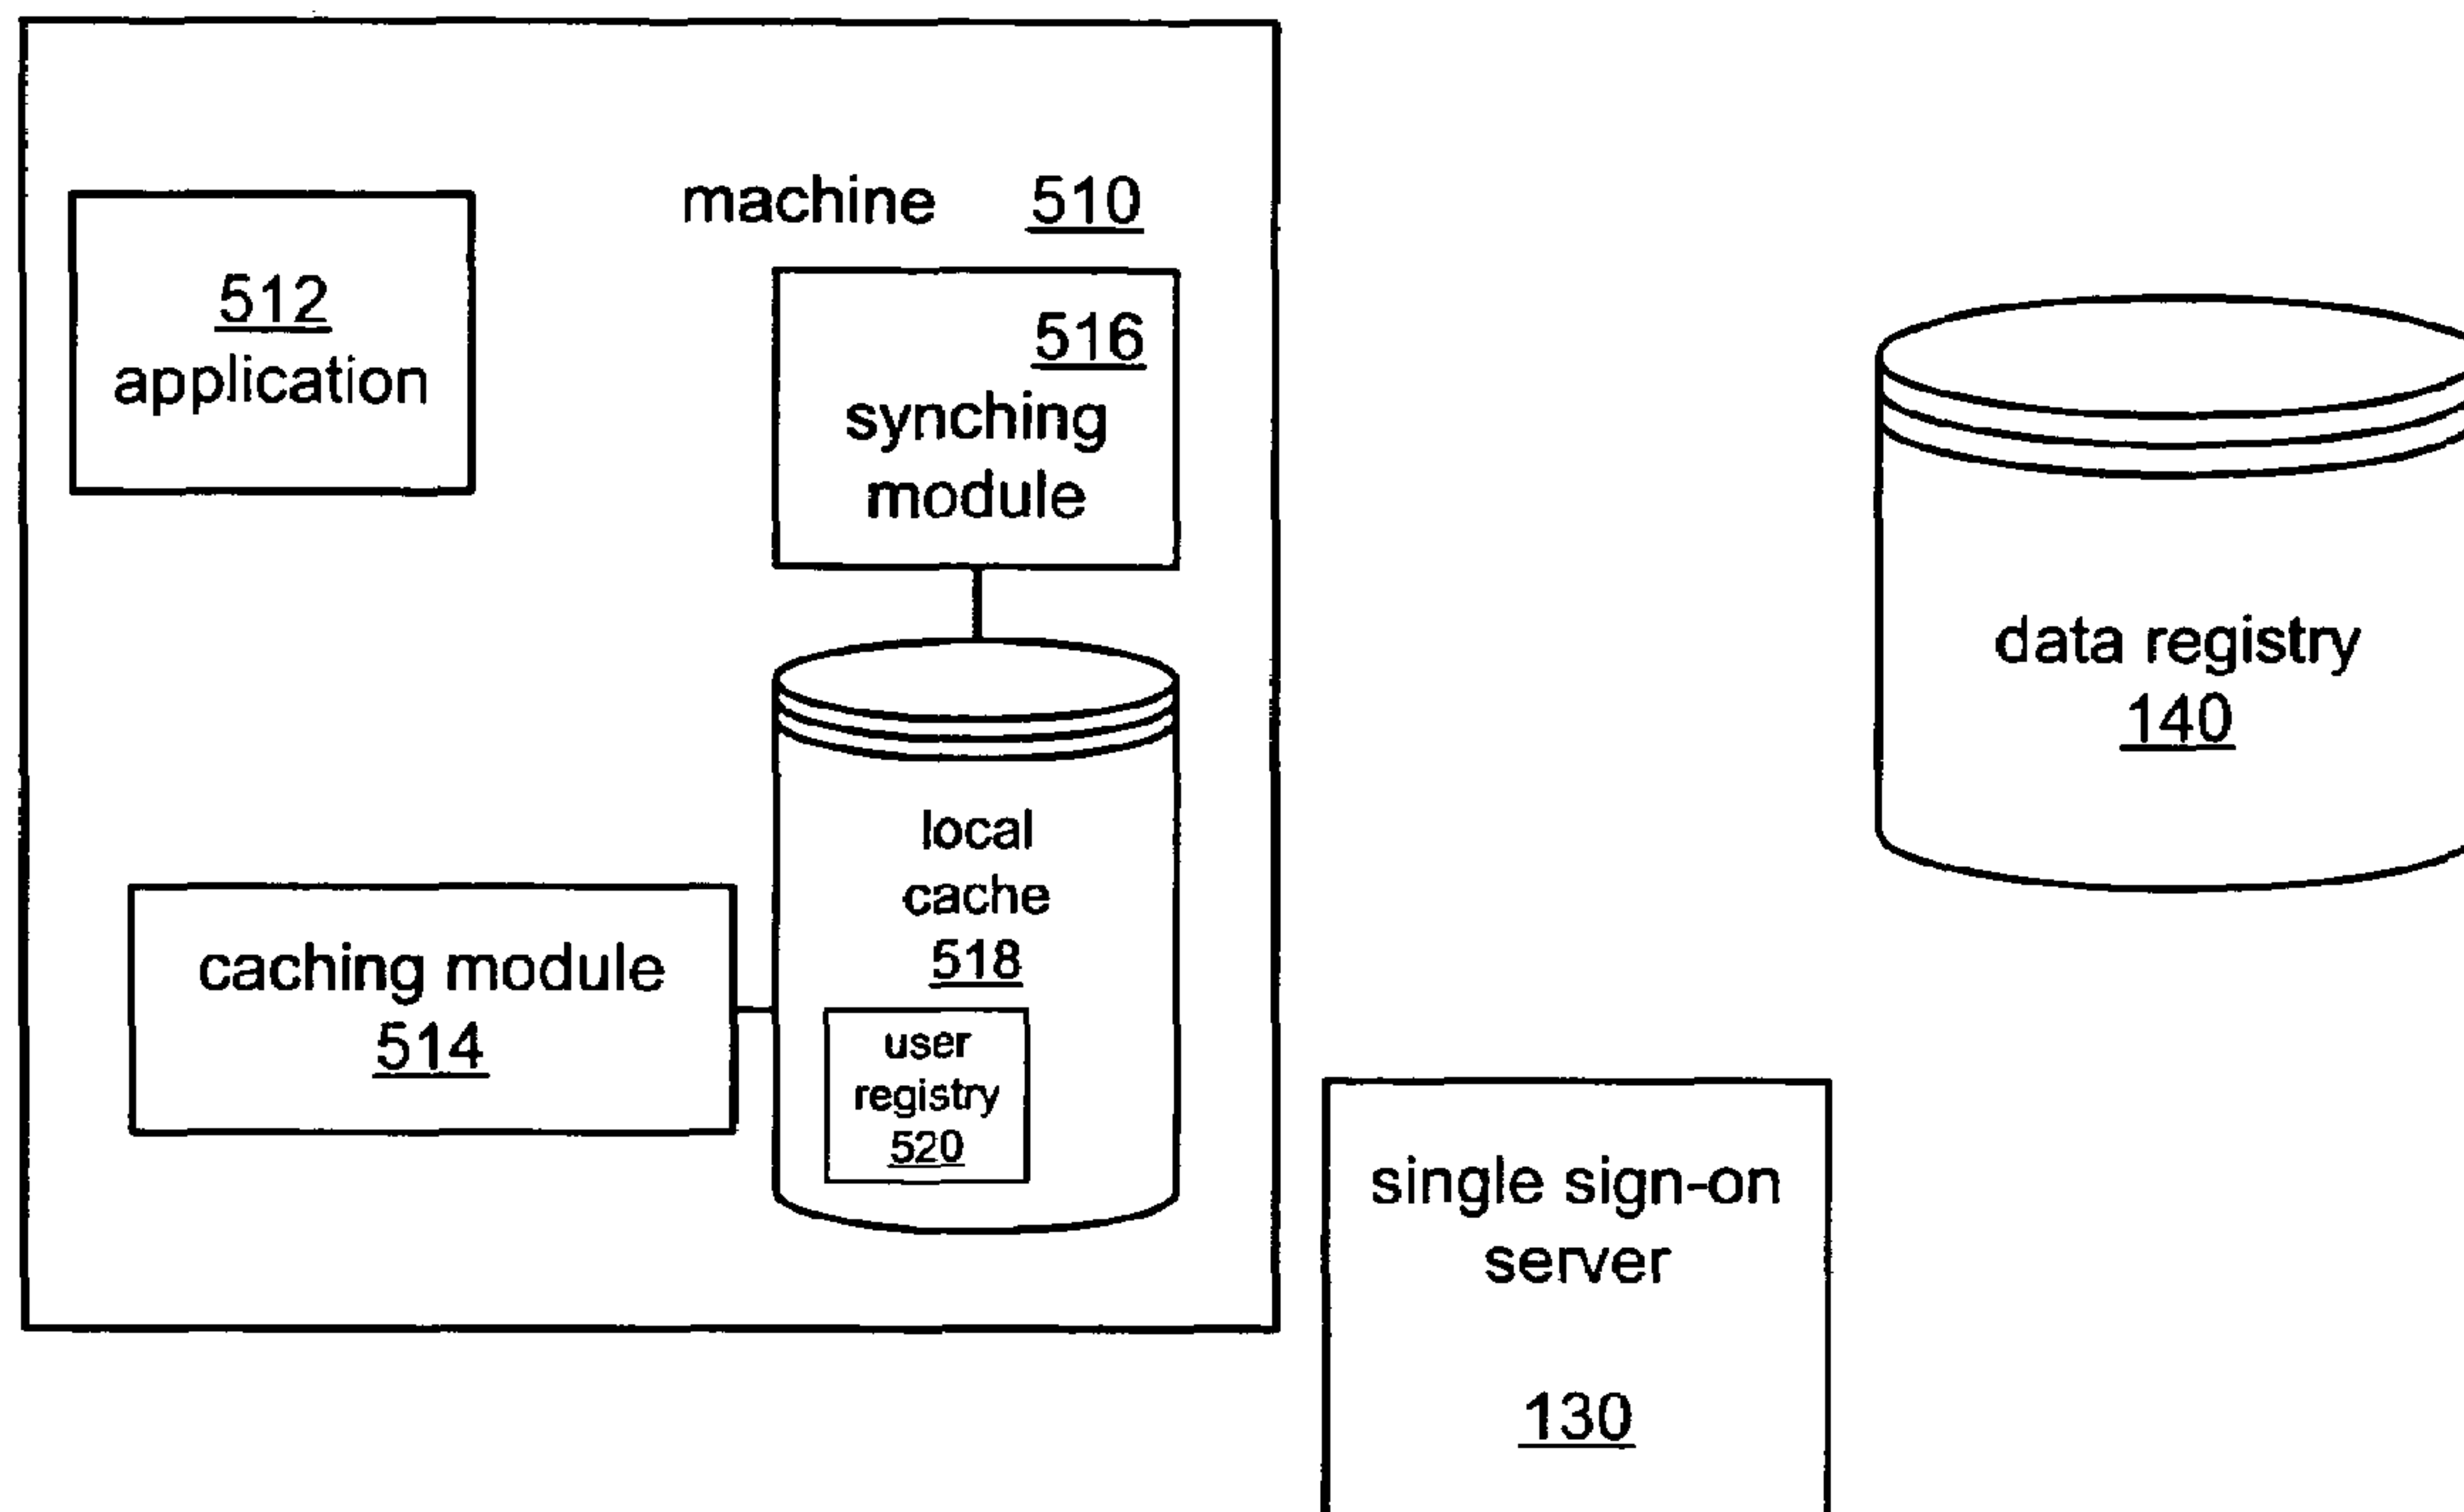 machine 510
512
application
516
synching
module
local
cache
518
caching module
514
user
registry
520
data registry
140
single sign-on
server
130